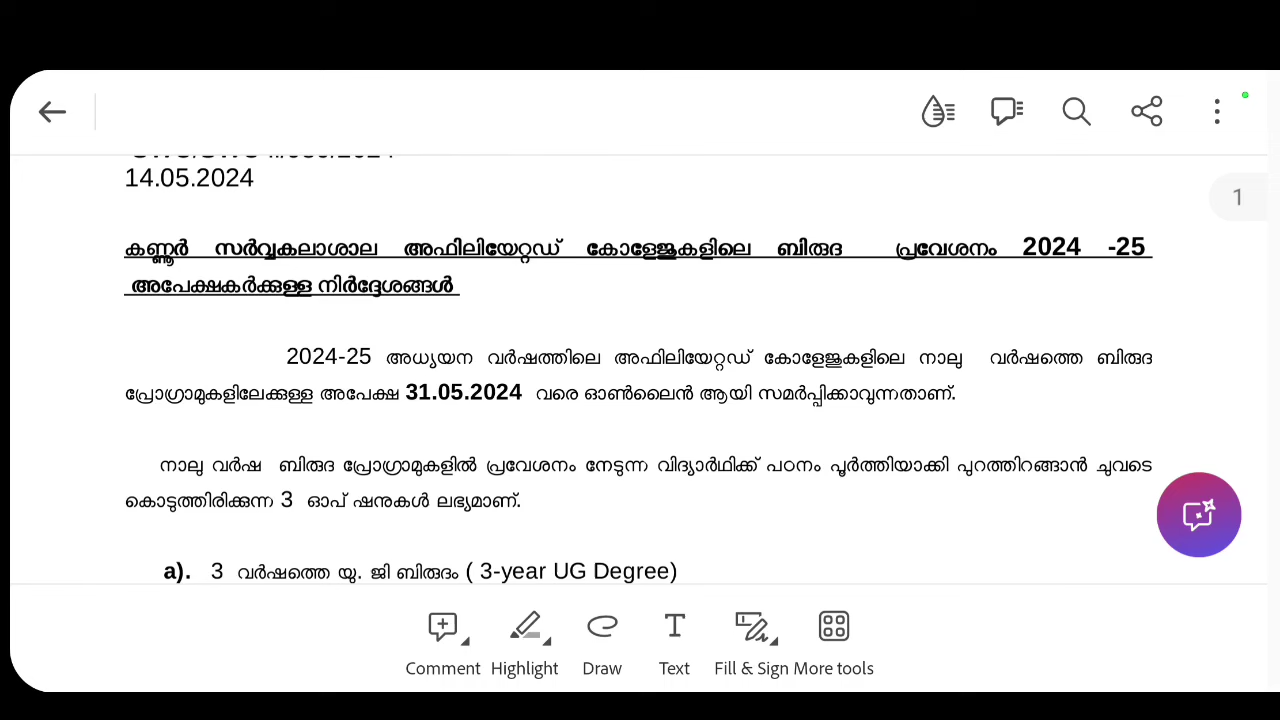 14.05.2024
1
കണ്ണൂർ സർവ്വകലാശാല അഫിലിയേറ്റഡ് കോളേജുകളിലെ ബിരുദ പ്രവേശനം 2024 -25
അപേക്ഷകർക്കുള്ള നിർദ്ദേശങ്ങൾ
2024-25 അധ്യയന വർഷത്തിലെ അഫിലിയേറ്റഡ് കോളേജുകളിലെ നാലു വർഷത്തെ ബിരുദ
പ്രോഗ്രാമുകളിലേക്കുള്ള അപേക്ഷ 31.05.2024 വരെ ഓൺലൈൻ ആയി സമർപ്പിക്കാവുന്നതാണ്.
നാലു വർഷ ബിരുദ പ്രോഗ്രാമുകളിൽ പ്രവേശനം നേടുന്ന വിദ്യാർഥിക്ക് പഠനം പൂർത്തിയാക്കി പുറത്തിറങ്ങാൻ ചുവടെ
കൊടുത്തിരിക്കുന്ന 3 ഓപ് ഷനുകൾ ലഭ്യമാണ്.
a). 3 വർഷത്തെ യു. ജി ബിരുദം ( 3-year UG Degree)
Comment Highlight Draw Text Fill & Sign More tools